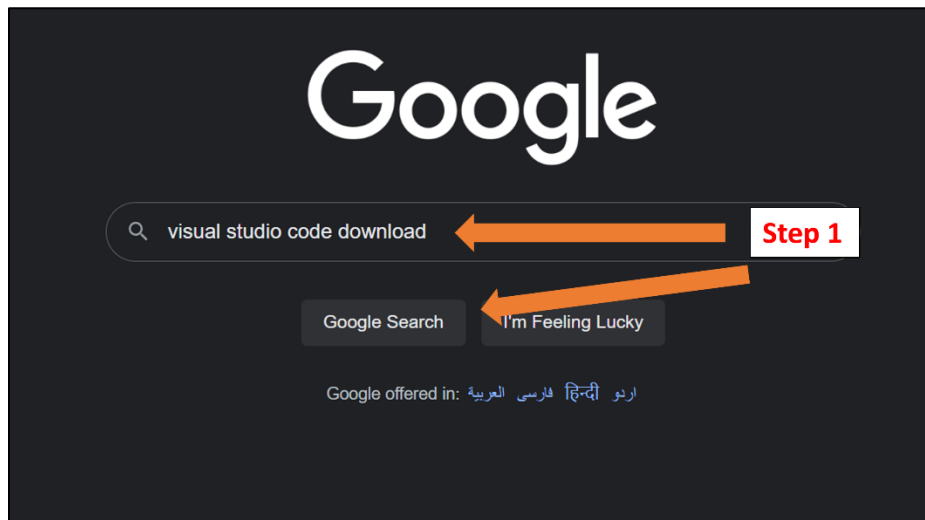 Google
visual studio code download
Step 1
Google Search
I'm Feeling Lucky
Google offered in: العربية فارسی हिन्दी اردو